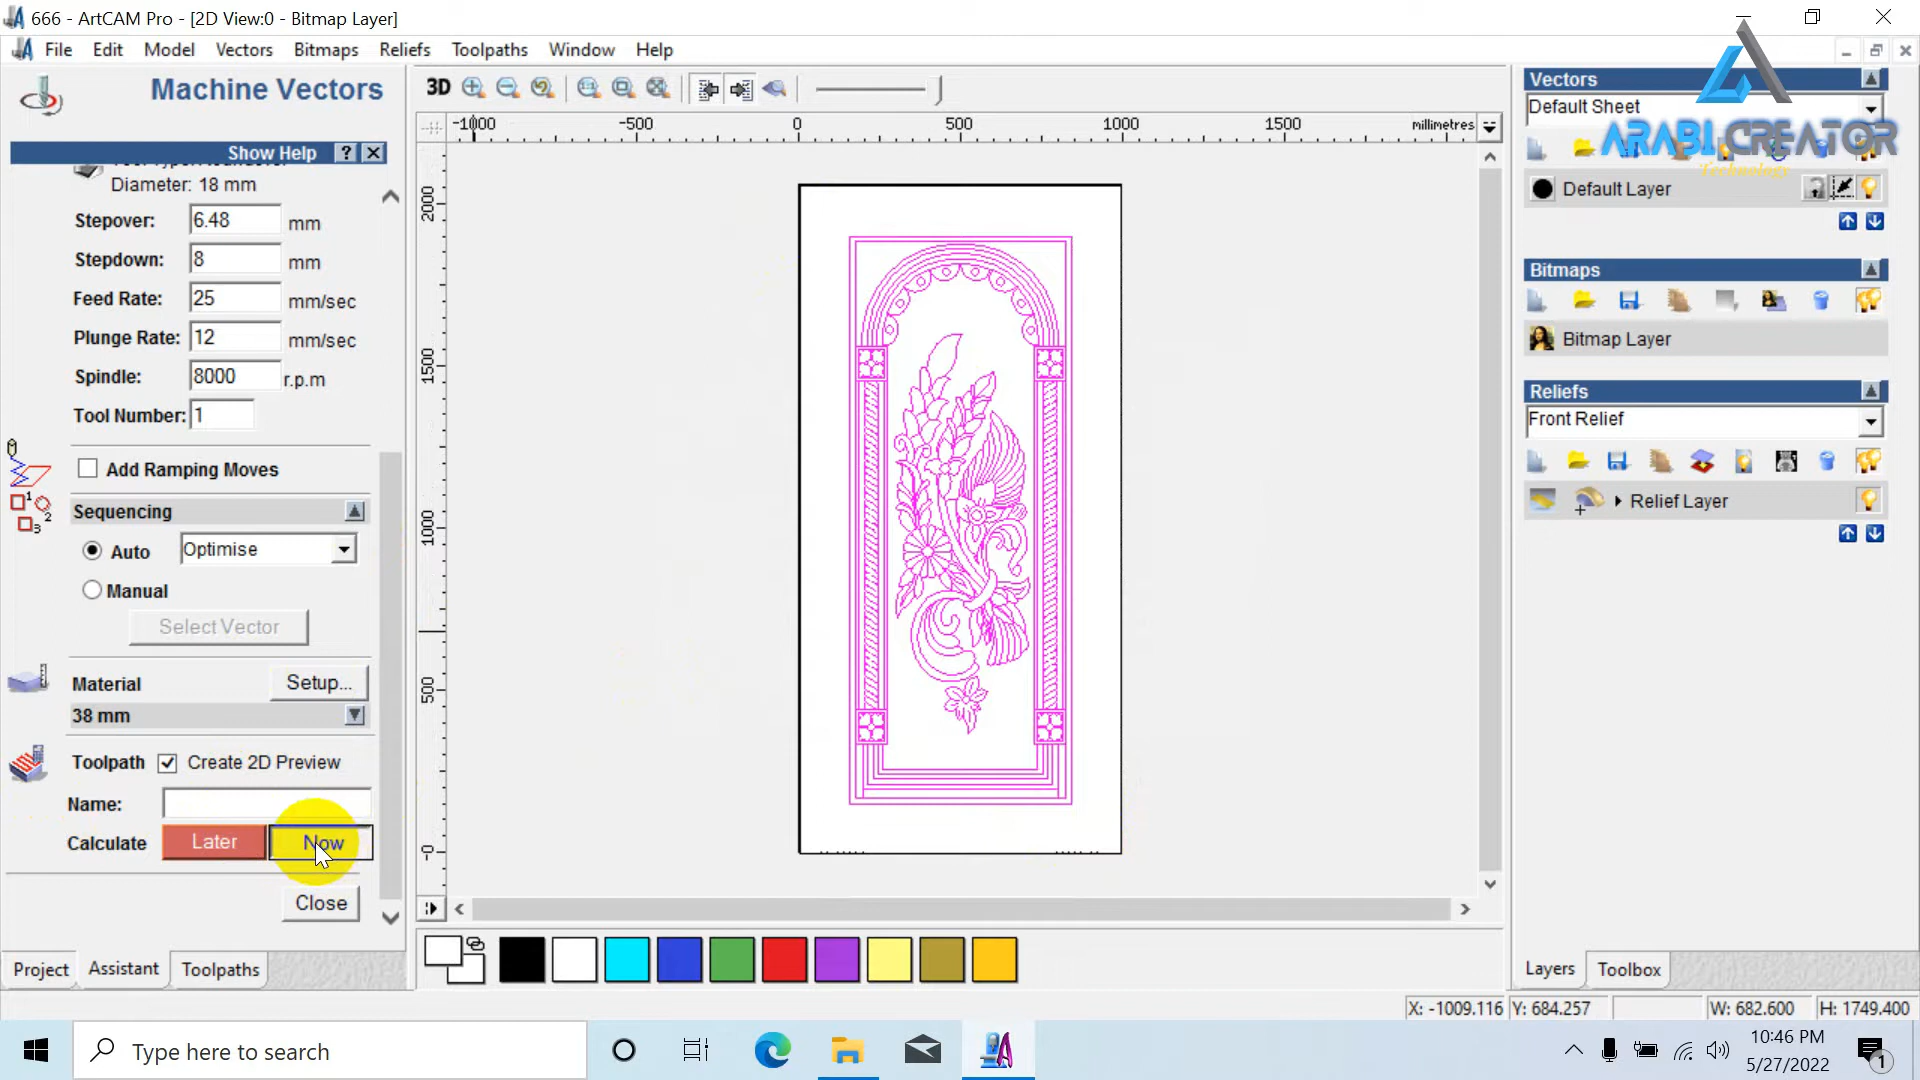 666 - ArtCAM Pro - [2D View:0 - Bitmap Layer]
File Edit Model Vectors Bitmaps Reliefs Toolpaths Window Help
Machine Vectors
Show Help ?
Diameter: 18 mm
Stepover: 6.48 mm
Stepdown: 8 mm
Feed Rate: 25 mm/sec
Plunge Rate: 12 mm/sec
Spindle: 8000 r.p.m
Tool Number: 1
Add Ramping Moves
Sequencing
Auto Optimise
Manual
Select Vector
Material Setup...
38 mm
Toolpath Create 2D Preview
Name:
Calculate Later Now
Close
Project Assistant Toolpaths
3D
-1000 -500 0 500 1000 1500 millimetres
2000
1500
1000
500
-0
Vectors
Default Sheet
ARABI CREATOR
Technology
Default Layer
Bitmaps
Bitmap Layer
Reliefs
Front Relief
Relief Layer
Layers Toolbox
X: -1009.116 Y: 684.257 W: 682.600 H: 1749.400
Type here to search
10:46 PM
5/27/2022
1